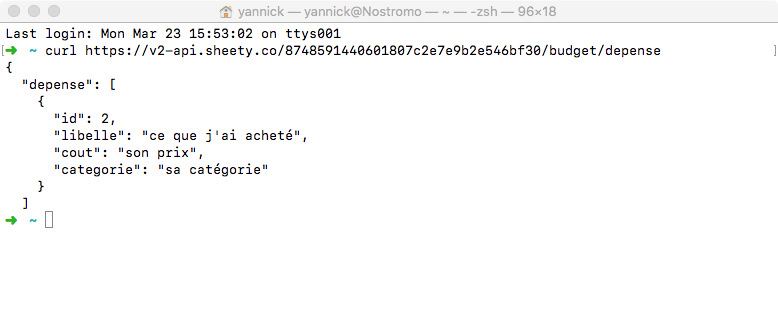 yannick — yannick@Nostromo — ~ — -zsh — 96×18
Last login: Mon Mar 23 15:53:02 on ttys001
[➜ ~ curl https://v2-api.sheety.co/8748591440601807c2e7e9b2e546bf30/budget/depense ]
{
"depense": [
{
"id": 2,
"libelle": "ce que j'ai acheté",
"cout": "son prix",
"categorie": "sa catégorie"
}
]
➜ ~